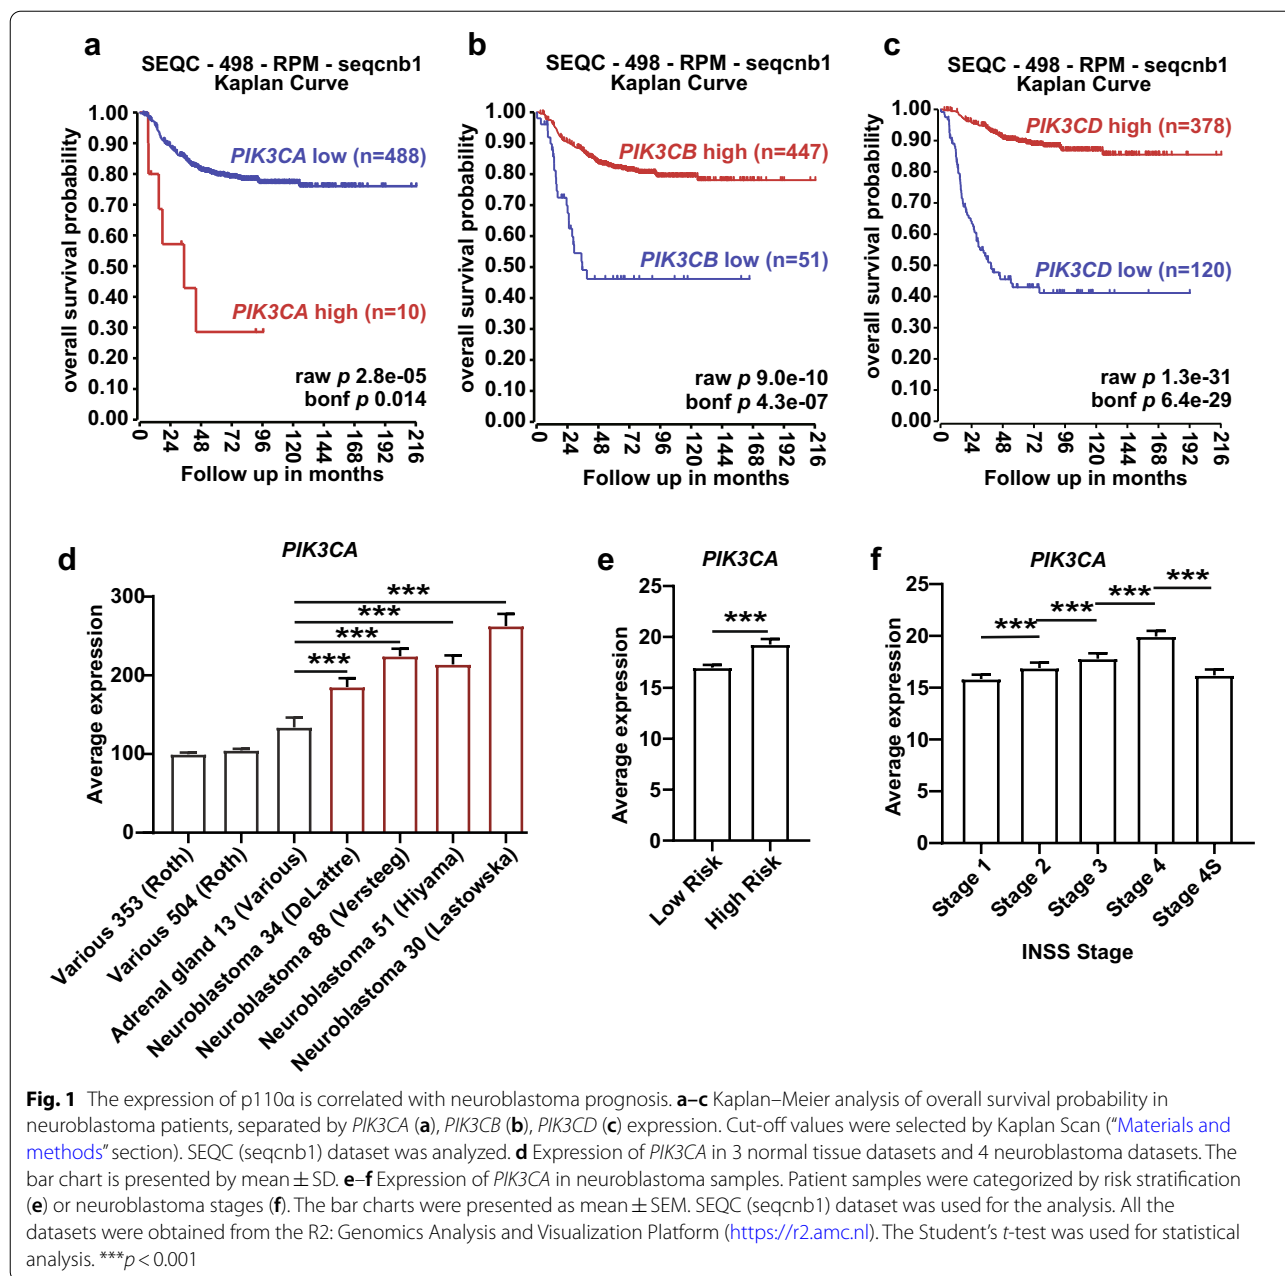 a
SEQC - 498 - RPM - seqcnb1
Kaplan Curve
overall survival probability
1.00
0.90
0.80
0.70
0.60
0.50
0.40
0.30
0.20
0.10
0.00
PIK3CA low (n=488)
PIK3CA high (n=10)
raw p 2.8e-05
bonf p 0.014
0
24
48
72
96
120
144
168
192
216
Follow up in months
b
SEQC - 498 - RPM - seqcnb1
Kaplan Curve
overall survival probability
1.00
0.90
0.80
0.70
0.60
0.50
0.40
0.30
0.20
0.10
0.00
PIK3CB high (n=447)
PIK3CB low (n=51)
raw p 9.0e-10
bonf p 4.3e-07
0
24
48
72
96
120
144
168
192
216
Follow up in months
c
SEQC - 498 - RPM - seqcnb1
Kaplan Curve
overall survival probability
1.00
0.90
0.80
0.70
0.60
0.50
0.40
0.30
0.20
0.10
0.00
PIK3CD high (n=378)
PIK3CD low (n=120)
raw p 1.3e-31
bonf p 6.4e-29
0
24
48
72
96
120
144
168
192
216
Follow up in months
d
PIK3CA
Average expression
300
200
100
0
***
***
***
***
Various 353 (Roth)
Various 504 (Roth)
Adrenal gland 13 (Various)
Neuroblastoma 34 (DeLattre)
Neuroblastoma 88 (Versteeg)
Neuroblastoma 51 (Hiyama)
Neuroblastoma 30 (Lastowska)
e
PIK3CA
Average expression
25
20
15
10
5
0
***
Low Risk
High Risk
f
PIK3CA
Average expression
25
20
15
10
5
0
***
***
***
***
Stage 1
Stage 2
Stage 3
Stage 4
Stage 4S
INSS Stage
Fig. 1 The expression of p110α is correlated with neuroblastoma prognosis. a–c Kaplan–Meier analysis of overall survival probability in
neuroblastoma patients, separated by PIK3CA (a), PIK3CB (b), PIK3CD (c) expression. Cut-off values were selected by Kaplan Scan (“Materials and
methods” section). SEQC (seqcnb1) dataset was analyzed. d Expression of PIK3CA in 3 normal tissue datasets and 4 neuroblastoma datasets. The
bar chart is presented by mean ± SD. e–f Expression of PIK3CA in neuroblastoma samples. Patient samples were categorized by risk stratification
(e) or neuroblastoma stages (f). The bar charts were presented as mean ± SEM. SEQC (seqcnb1) dataset was used for the analysis. All the
datasets were obtained from the R2: Genomics Analysis and Visualization Platform (https://r2.amc.nl). The Student’s t-test was used for statistical
analysis. ***p < 0.001